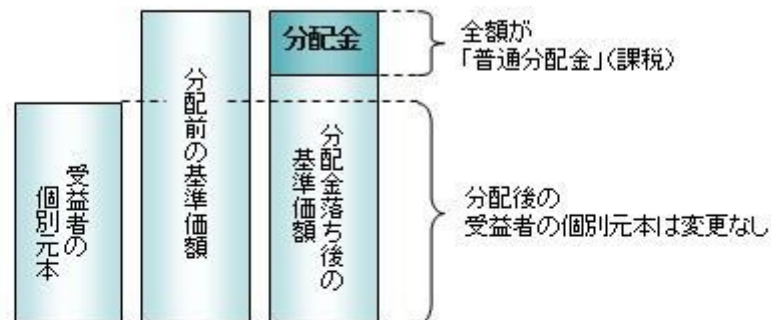 受益者の
個別元本
分配前の基準価額
分配金
分配金落ち後の
基準価額
全額が
「普通分配金」(課税)
分配後の
受益者の個別元本は変更なし